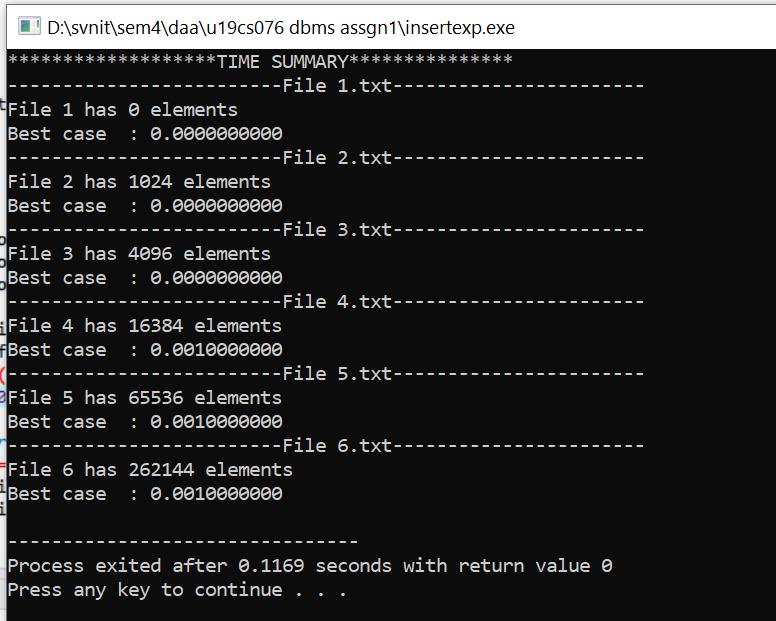 D:\svnit\sem4\daa\u19cs076 dbms assgn1\insertexp.exe
*******************TIME SUMMARY***************
-------------------------File 1.txt-----------------------
File 1 has 0 elements
Best case  : 0.0000000000
-------------------------File 2.txt-----------------------
File 2 has 1024 elements
Best case  : 0.0000000000
-------------------------File 3.txt-----------------------
File 3 has 4096 elements
Best case  : 0.0000000000
-------------------------File 4.txt-----------------------
File 4 has 16384 elements
Best case  : 0.0010000000
-------------------------File 5.txt-----------------------
File 5 has 65536 elements
Best case  : 0.0010000000
-------------------------File 6.txt-----------------------
File 6 has 262144 elements
Best case  : 0.0010000000

--------------------------------
Process exited after 0.1169 seconds with return value 0
Press any key to continue . . .